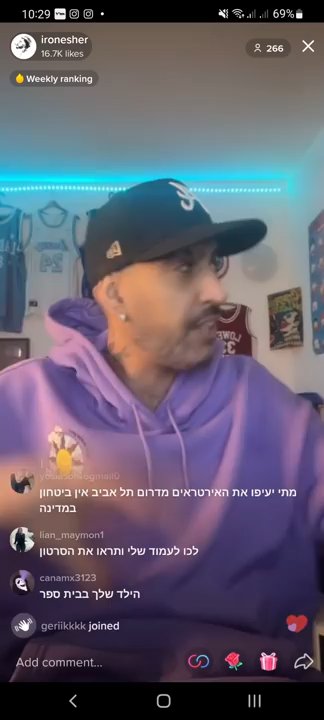 10:29
69%
ironesher
16.7K likes
266
Weekly ranking
מתי יעיפו את האירטראים מדרום תל אביב אין ביטחון
במדינה
lian_maymon1
לכו לעמוד שלי ותראו את הסרטון
canamx3123
הילד שלך בבית ספר
geriikkkk joined
Add comment...